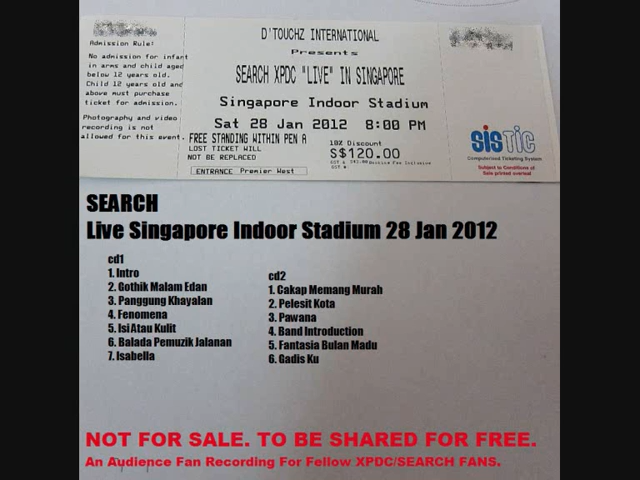 D'TOUCHZ INTERNATIONAL
Presents
SEARCH XPDC "LIVE" IN SINGAPORE
Singapore Indoor Stadium
Sat 28 Jan 2012 8:00 PM
Admission Rule:
No admission for infant
in arms and child aged
below 12 years old.
Child 12 years old and
above must purchase
ticket for admission.
Photography and video
recording is not
allowed for this event.
FREE STANDING WITHIN PEN A
LOST TICKET WILL
NOT BE REPLACED
ENTRANCE Premier West
10% Discount
S$120.00
SISTIC
Computerised Ticketing System
Subject to Conditions of
Sale printed overleaf
SEARCH
Live Singapore Indoor Stadium 28 Jan 2012
cd1
1. Intro
2. Gothik Malam Edan
3. Panggung Khayalan
4. Fenomena
5. Isi Atau Kulit
6. Balada Pemuzik Jalanan
7. Isabella
cd2
1. Cakap Memang Murah
2. Pelesit Kota
3. Pawana
4. Band Introduction
5. Fantasia Bulan Madu
6. Gadis Ku
NOT FOR SALE. TO BE SHARED FOR FREE.
An Audience Fan Recording For Fellow XPDC/SEARCH FANS.